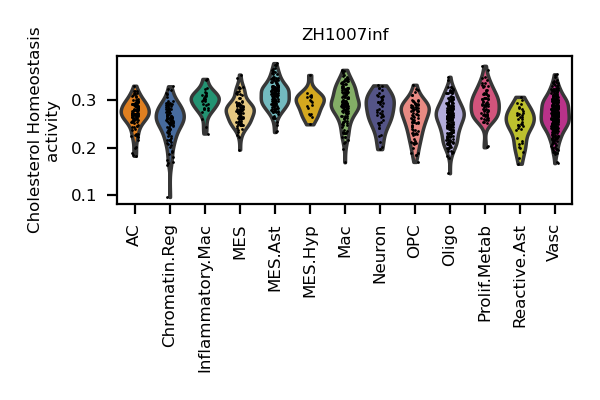 ZH1007inf
Cholesterol Homeostasis
activity
0.3
0.2
0.1
AC
Chromatin.Reg
Inflammatory.Mac
MES
MES.Ast
MES.Hyp
Mac
Neuron
OPC
Oligo
Prolif.Metab
Reactive.Ast
Vasc